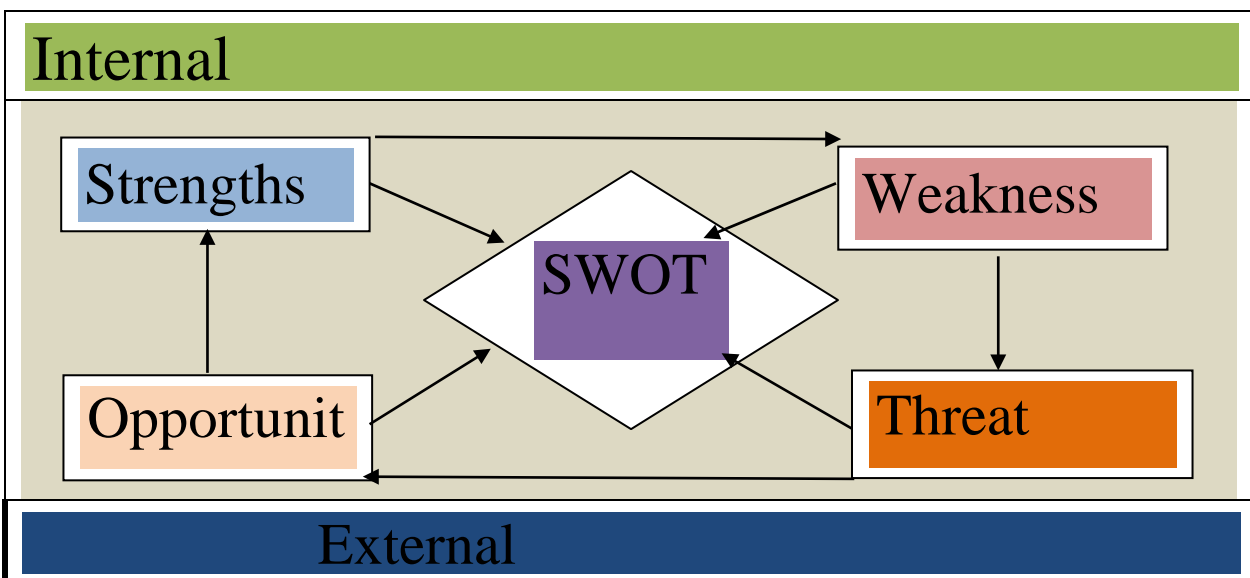 Internal
Strengths
Weakness
SWOT
Opportunit
Threat
External